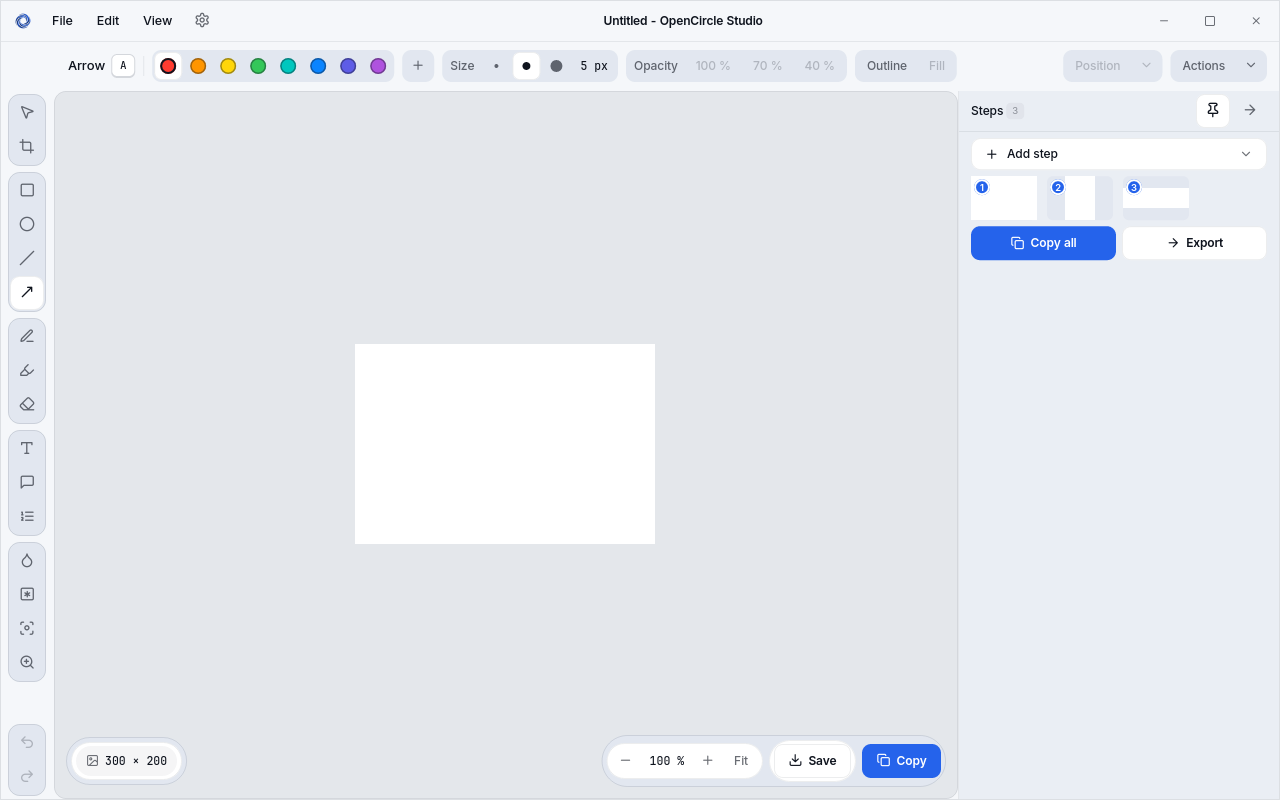 File Edit View Untitled - OpenCircle Studio
Arrow A Size 5 px Opacity 100 % 70 % 40 % Outline Fill Position Actions
Steps 3
Add step
1 2 3
Copy all Export
300 × 200 100 % Fit Save Copy